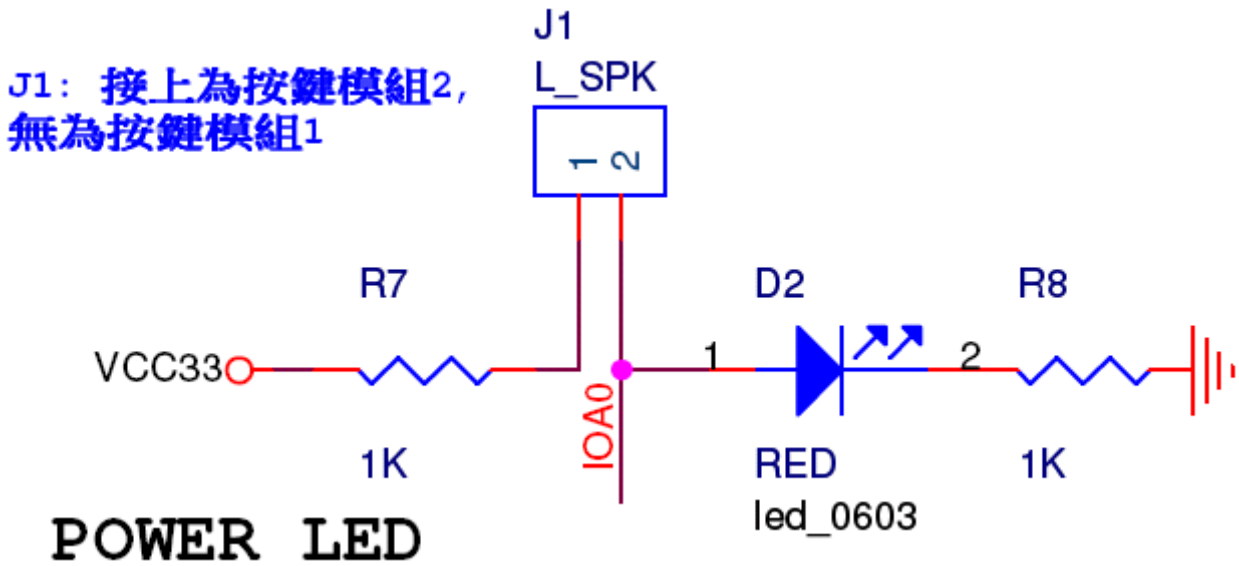 J1
L_SPK
J1: 接上為按鍵模組2,
無為按鍵模組1
1 2
R7
D2
R8
VCC33
1
2
IOA0
1K
RED
1K
led_0603
POWER LED